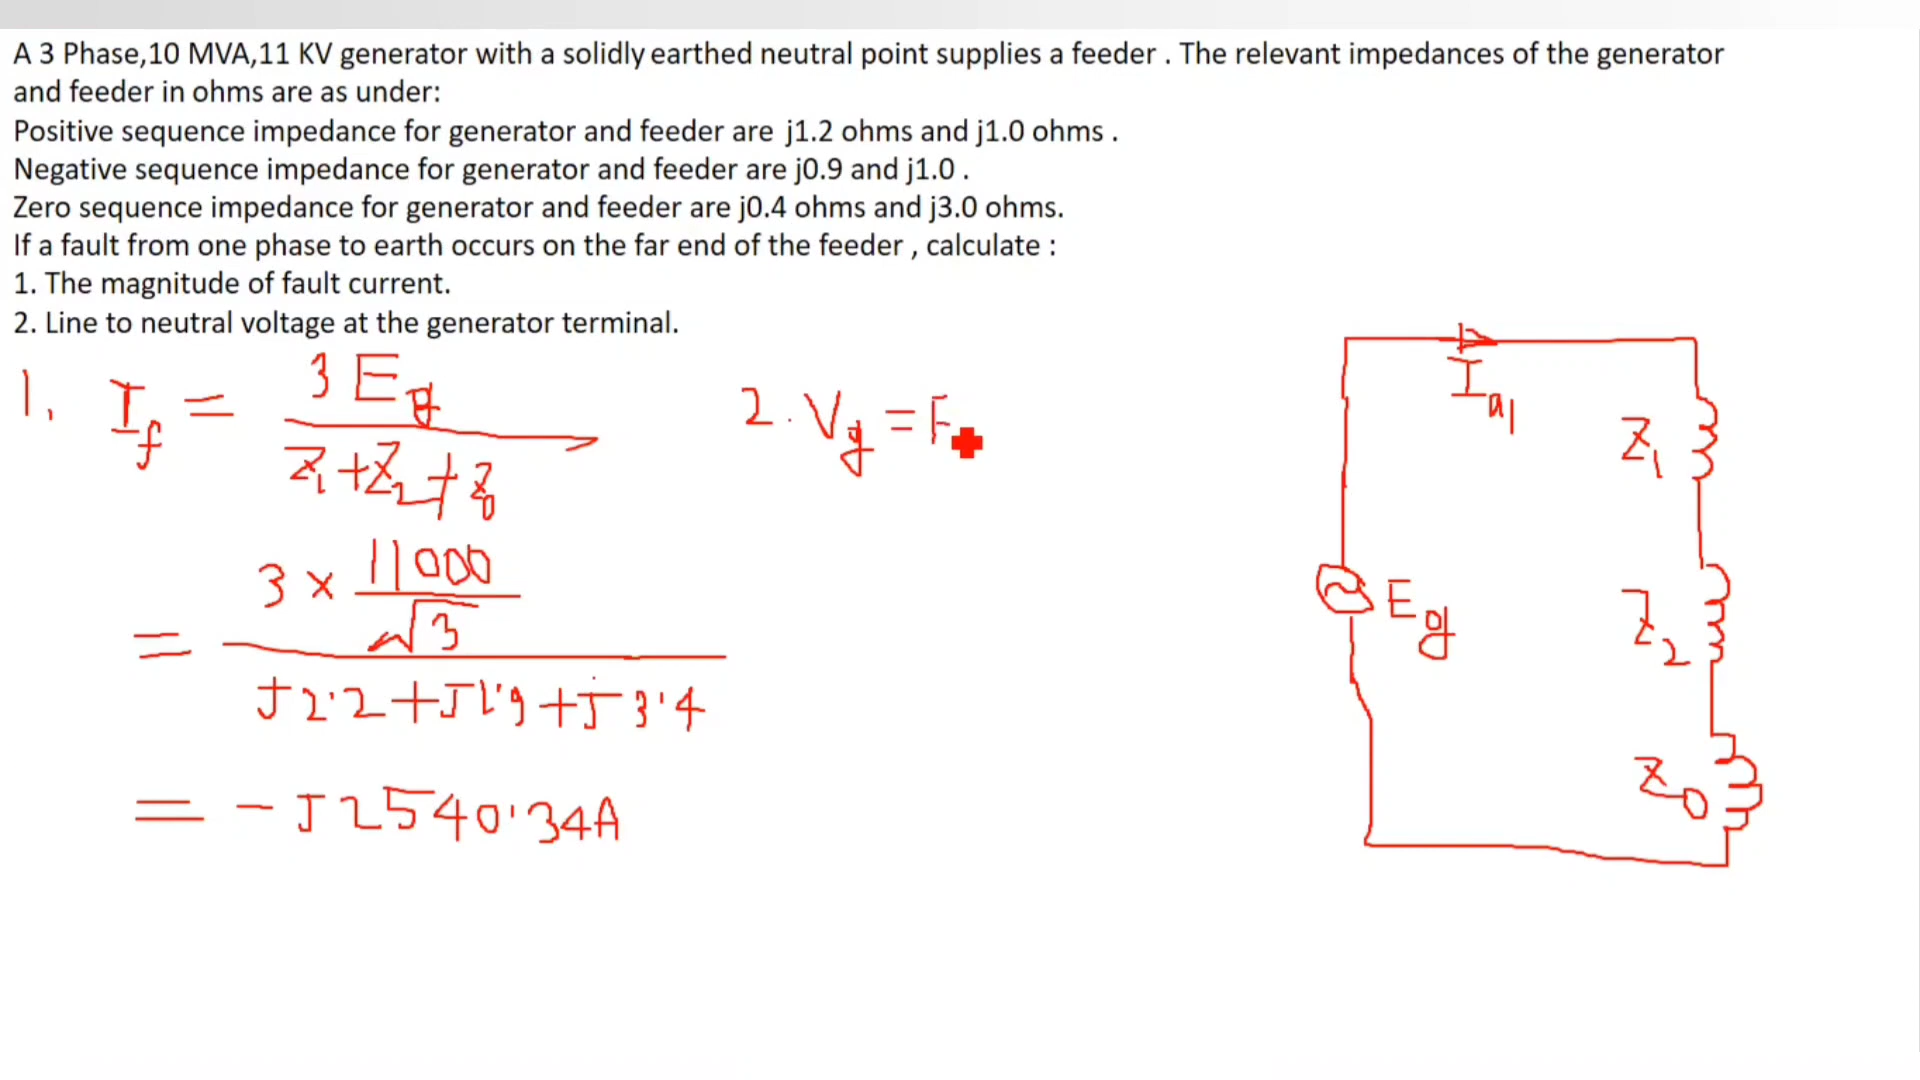 A 3 Phase,10 MVA,11 KV generator with a solidly earthed neutral point supplies a feeder . The relevant impedances of the generator
and feeder in ohms are as under:
Positive sequence impedance for generator and feeder are j1.2 ohms and j1.0 ohms .
Negative sequence impedance for generator and feeder are j0.9 and j1.0 .
Zero sequence impedance for generator and feeder are j0.4 ohms and j3.0 ohms.
If a fault from one phase to earth occurs on the far end of the feeder , calculate :
1. The magnitude of fault current.
2. Line to neutral voltage at the generator terminal.
1. If = 3 Eg
Z1+Z2+Z0
= 3 x 11000
√3
J2.2+J1.9+J3.4
= -J2540.34A
2. Vg = E
Ia1
Z1
Eg
Z2
Z0